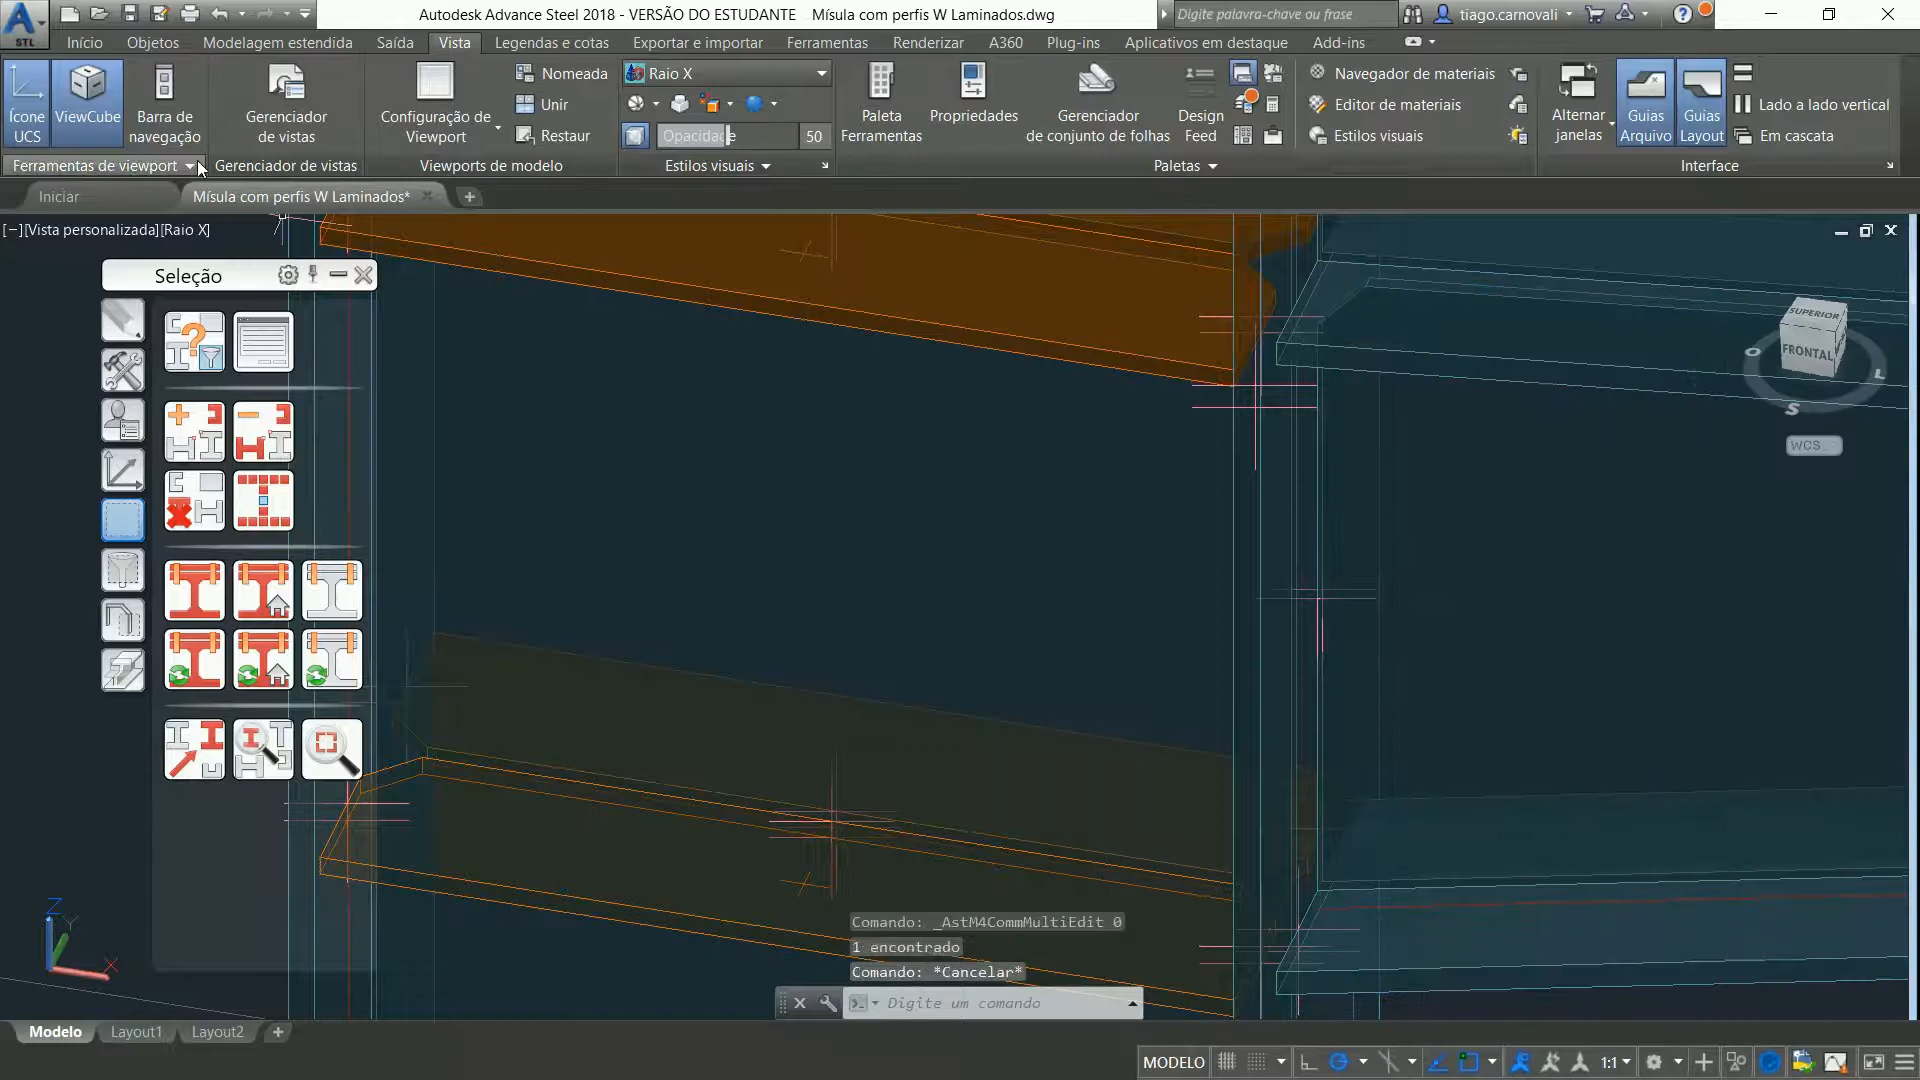 Autodesk Advance Steel 2018 - VERSÃO DO ESTUDANTE Mísula com perfis W Laminados.dwg
Digite palavra-chave ou frase
tiago.carnovali
STL
Início Objetos Modelagem estendida Saída Vista Legendas e cotas Exportar e importar Ferramentas Renderizar A360 Plug-ins Aplicativos em destaque Add-ins
Ícone UCS
ViewCube
Barra de navegação
Gerenciador de vistas
Configuração de Viewport
Nomeada
Unir
Restaur
Raio X
Opacidade 50
Paleta Ferramentas
Propriedades
Gerenciador de conjunto de folhas
Design Feed
Navegador de materiais
Editor de materiais
Estilos visuais
Alternar janelas
Guias Arquivo
Guias Layout
Lado a lado vertical
Em cascata
Ferramentas de viewport Gerenciador de vistas Viewports de modelo Estilos visuais Paletas Interface
Iniciar Mísula com perfis W Laminados*
[−][Vista personalizada][Raio X]
Seleção
SUPERIOR
FRONTAL
O
L
S
WCS
Z
Y
X
Comando: _AstM4CommMultiEdit 0
1 encontrado
Comando: *Cancelar*
Digite um comando
Modelo Layout1 Layout2
MODELO 1:1